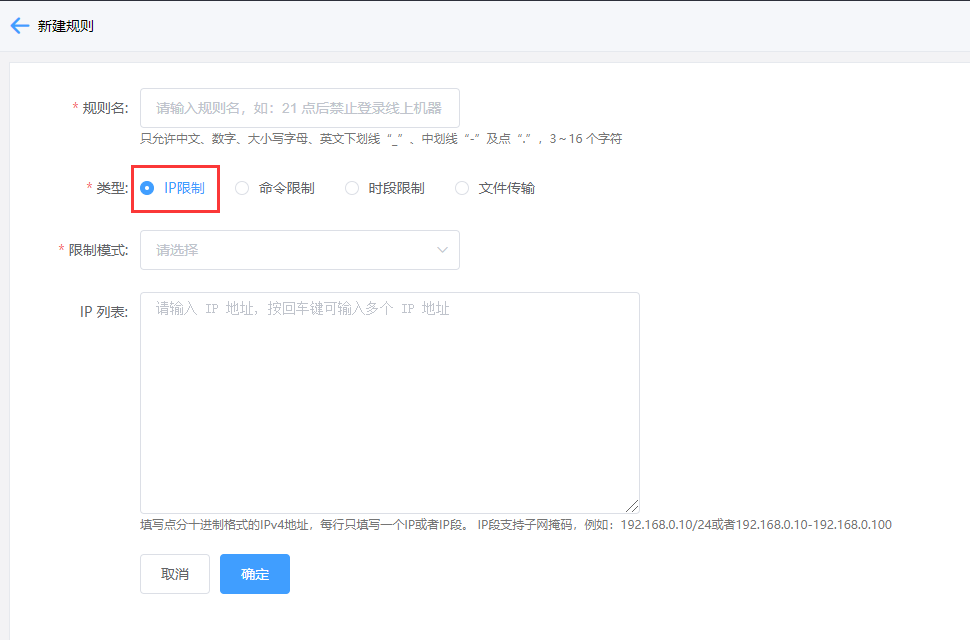 新建规则
* 规则名: 请输入规则名，如：21 点后禁止登录线上机器
只允许中文、数字、大小写字母、英文下划线 “_” 、中划线 “-” 及点 “.” ，3 ~ 16 个字符
* 类型: IP限制 命令限制 时段限制 文件传输
* 限制模式: 请选择
IP 列表: 请输入 IP 地址，按回车键可输入多个 IP 地址
填写点分十进制格式的IPv4地址，每行只填写一个IP或者IP段。 IP段支持子网掩码，例如：192.168.0.10/24或者192.168.0.10-192.168.0.100
取消 确定